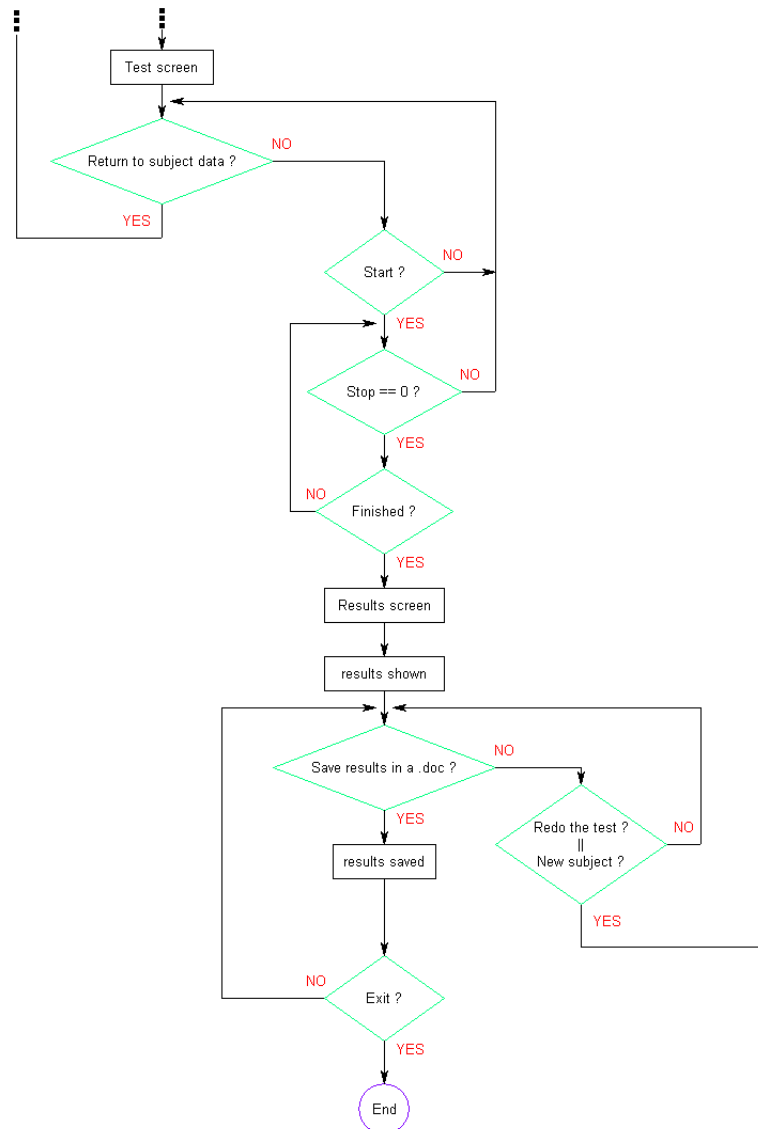 Test screen
Return to subject data ?
NO
YES
Start ?
NO
YES
Stop == 0 ?
NO
YES
Finished ?
NO
YES
Results screen
results shown
Save results in a .doc ?
NO
YES
Redo the test ?
||
New subject ?
NO
YES
results saved
Exit ?
NO
YES
End